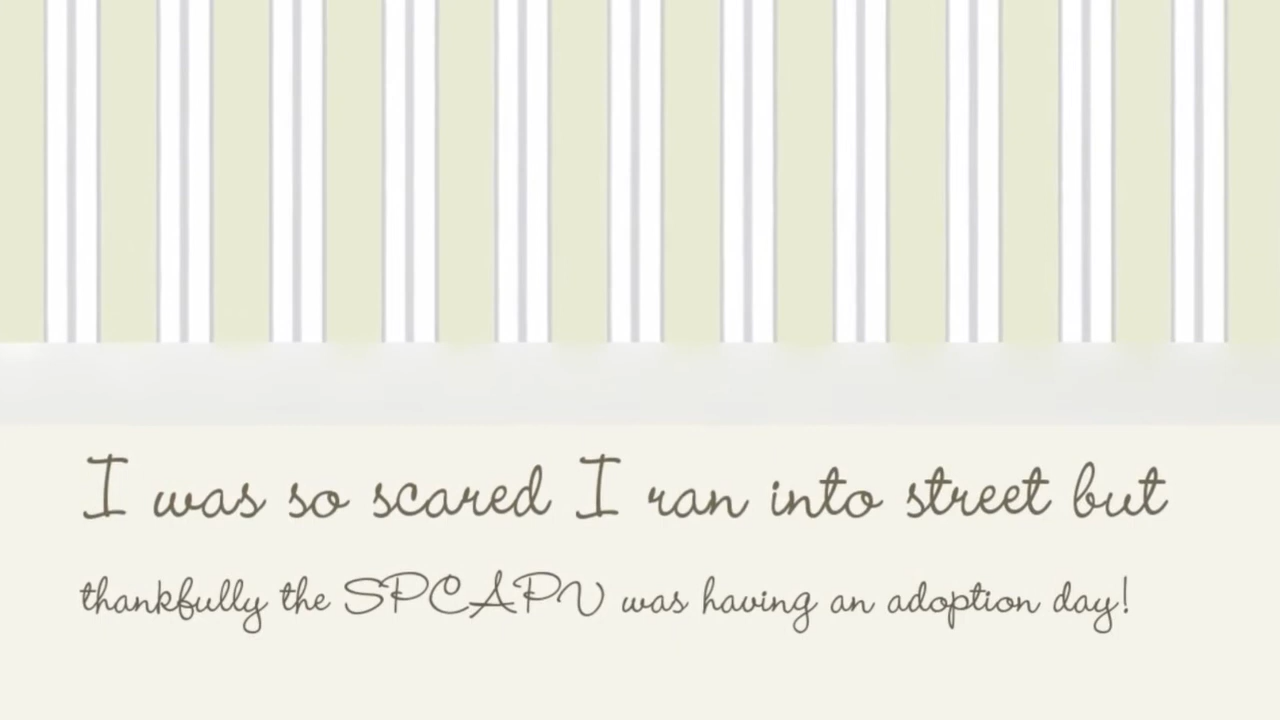 I was so scared I ran into street but
thankfully the SPCAPV was having an adoption day!